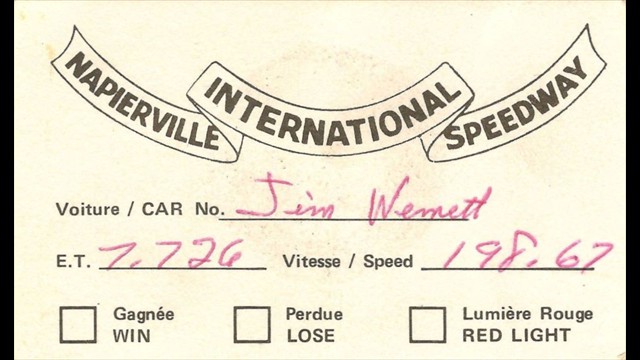 NAPIERVILLE INTERNATIONAL SPEEDWAY
Voiture / CAR No. Jim Wemett
E.T. 7.726 Vitesse / Speed 198.67
Gagnée Perdue Lumière Rouge
WIN LOSE RED LIGHT